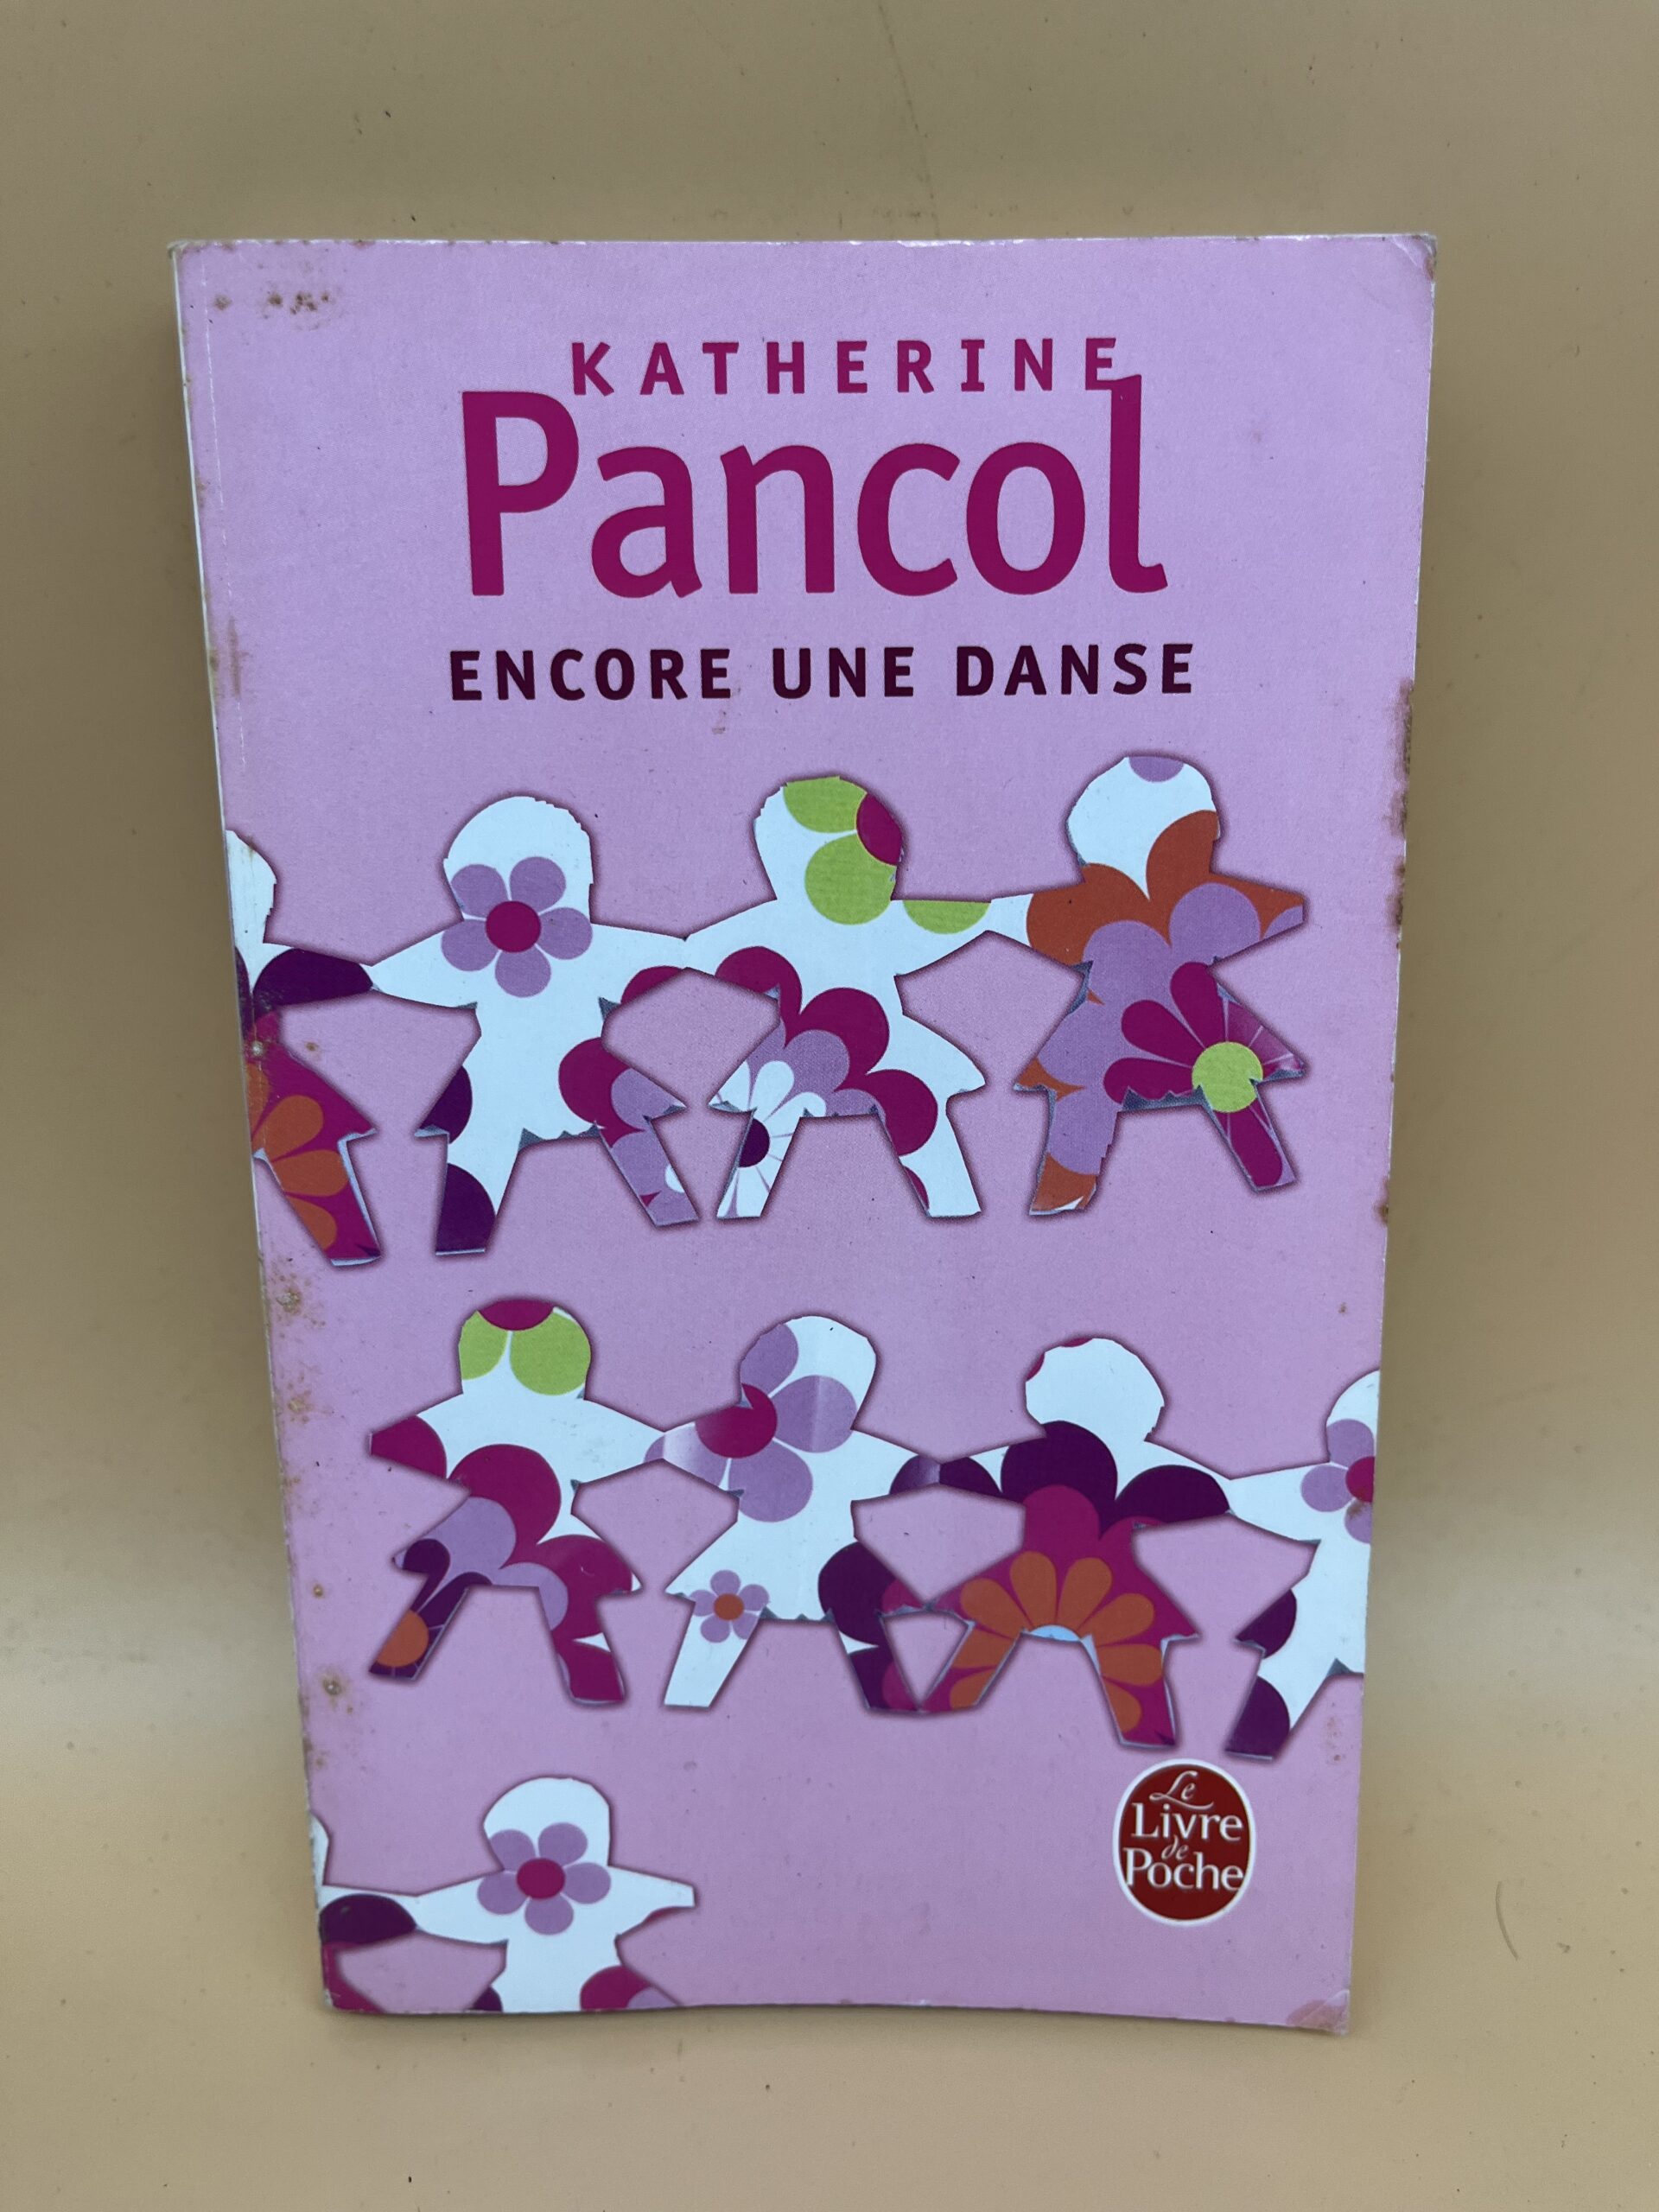 KATHERINE
Pancol
ENCORE UNE DANSE
Le
Livre
de
Poche